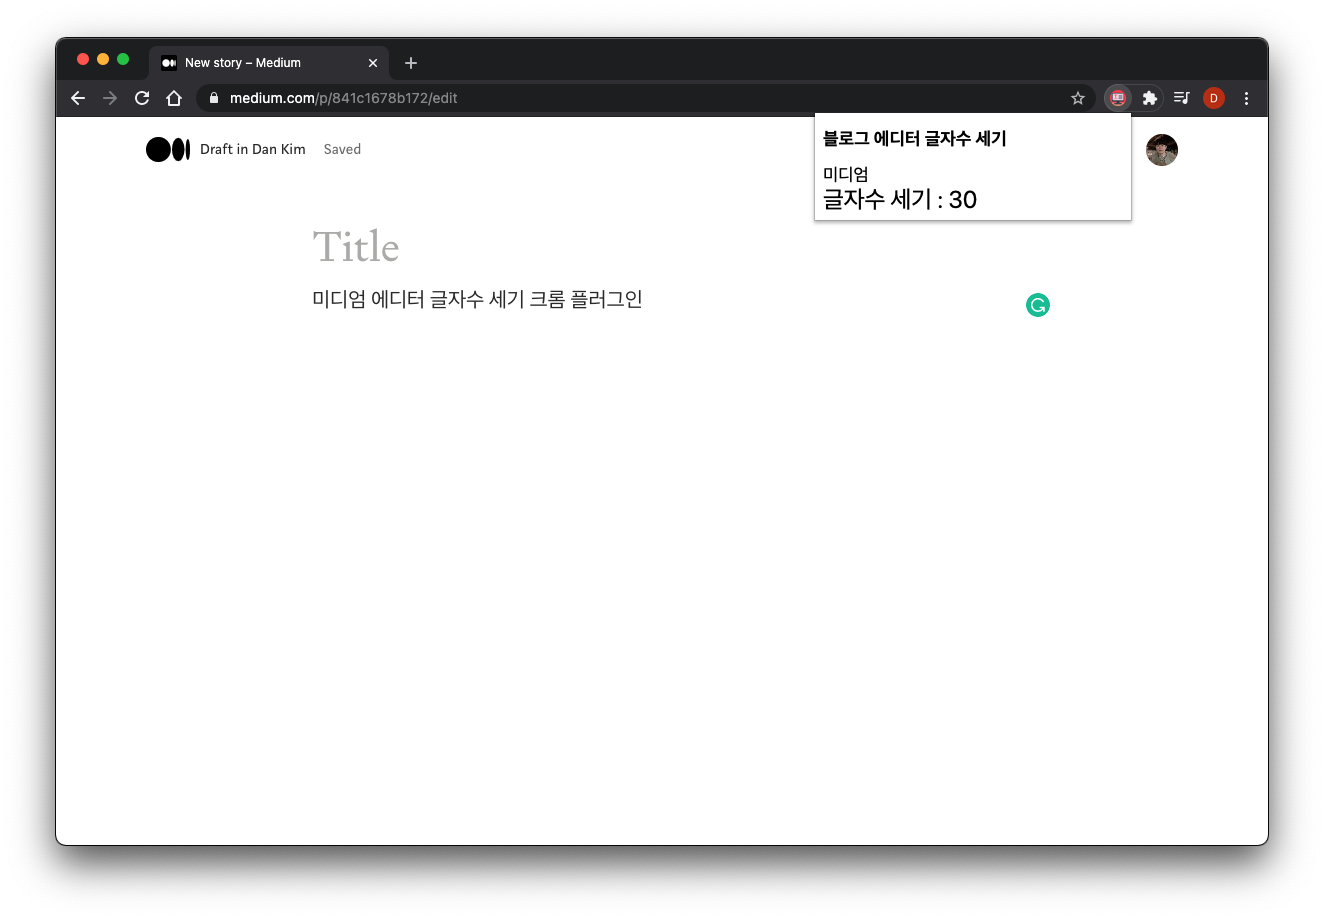 New story – Medium
medium.com/p/841c1678b172/edit
D
블로그 에디터 글자수 세기
미디엄
글자수 세기 : 30
Draft in Dan Kim Saved
Title
미디엄 에디터 글자수 세기 크롬 플러그인